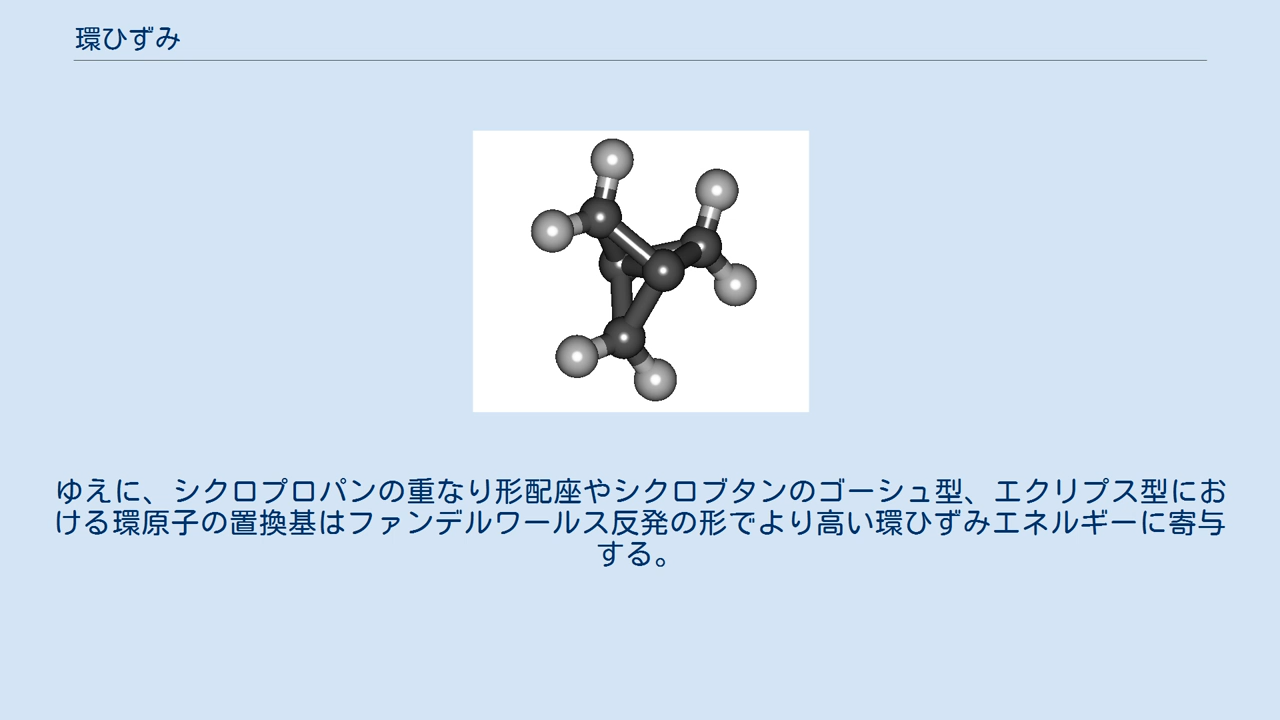 環ひずみ
ゆえに、シクロプロパンの重なり形配座やシクロブタンのゴーシュ型、エクリプス型にお
ける環原子の置換基はファンデルワールス反発の形でより高い環ひずみエネルギーに寄与
する。